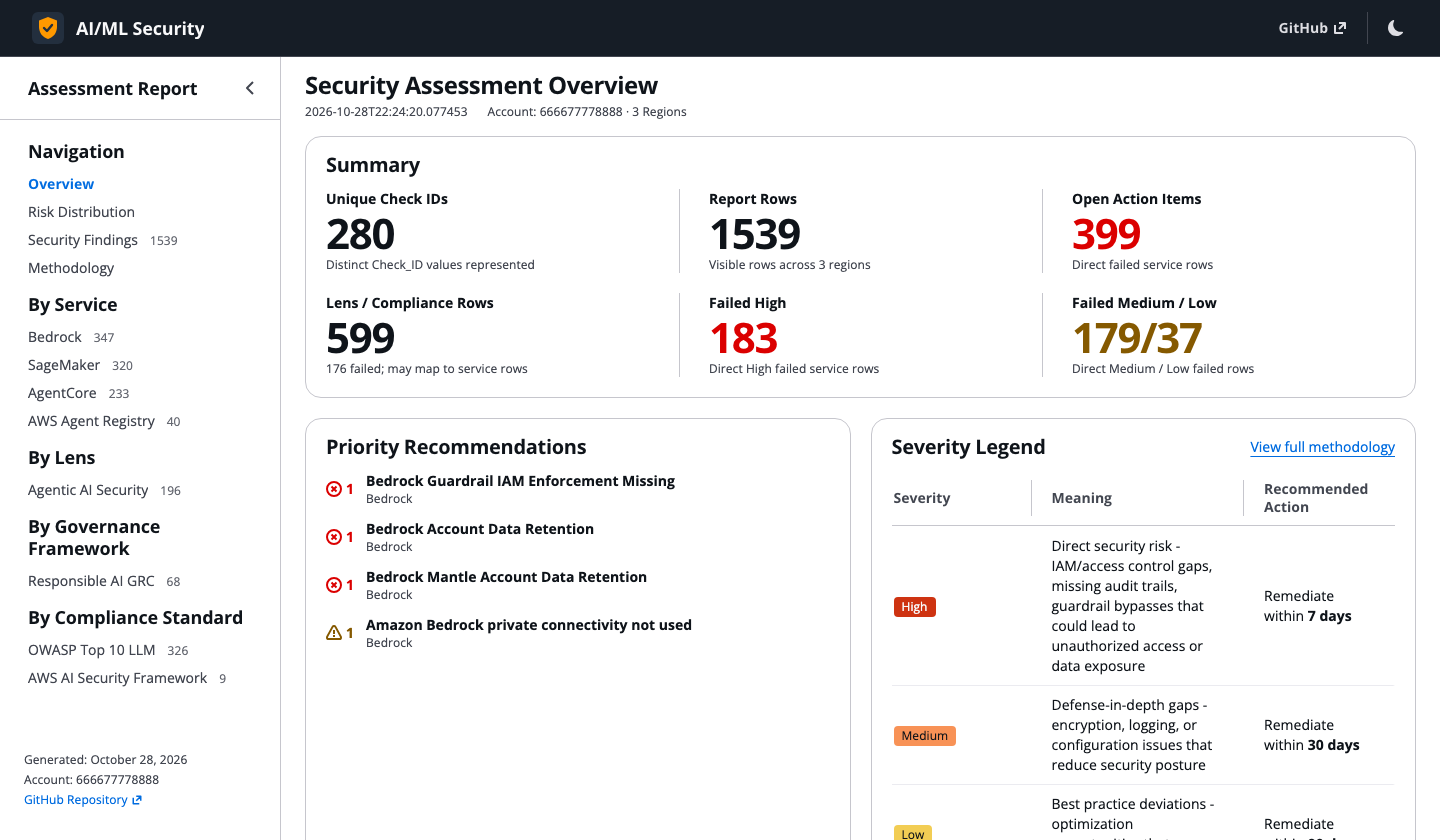 AI/ML Security
GitHub
Assessment Report
Navigation
Overview
Risk Distribution
Security Findings 1539
Methodology
By Service
Bedrock 347
SageMaker 320
AgentCore 233
AWS Agent Registry 40
By Lens
Agentic AI Security 196
By Governance
Framework
Responsible AI GRC 68
By Compliance Standard
OWASP Top 10 LLM 326
AWS AI Security Framework 9
Generated: October 28, 2026
Account: 666677778888
GitHub Repository
Security Assessment Overview
2026-10-28T22:24:20.077453 Account: 666677778888 · 3 Regions
Summary
Unique Check IDs
280
Distinct Check_ID values represented
Report Rows
1539
Visible rows across 3 regions
Open Action Items
399
Direct failed service rows
Lens / Compliance Rows
599
176 failed; may map to service rows
Failed High
183
Direct High failed service rows
Failed Medium / Low
179/37
Direct Medium / Low failed rows
Priority Recommendations
1 Bedrock Guardrail IAM Enforcement Missing
Bedrock
1 Bedrock Account Data Retention
Bedrock
1 Bedrock Mantle Account Data Retention
Bedrock
1 Amazon Bedrock private connectivity not used
Bedrock
Severity Legend
View full methodology
Severity
Meaning
Recommended
Action
High
Direct security risk -
IAM/access control gaps,
missing audit trails,
guardrail bypasses that
could lead to
unauthorized access or
data exposure
Remediate
within 7 days
Medium
Defense-in-depth gaps -
encryption, logging, or
configuration issues that
reduce security posture
Remediate
within 30 days
Low
Best practice deviations -
optimization
Remediate